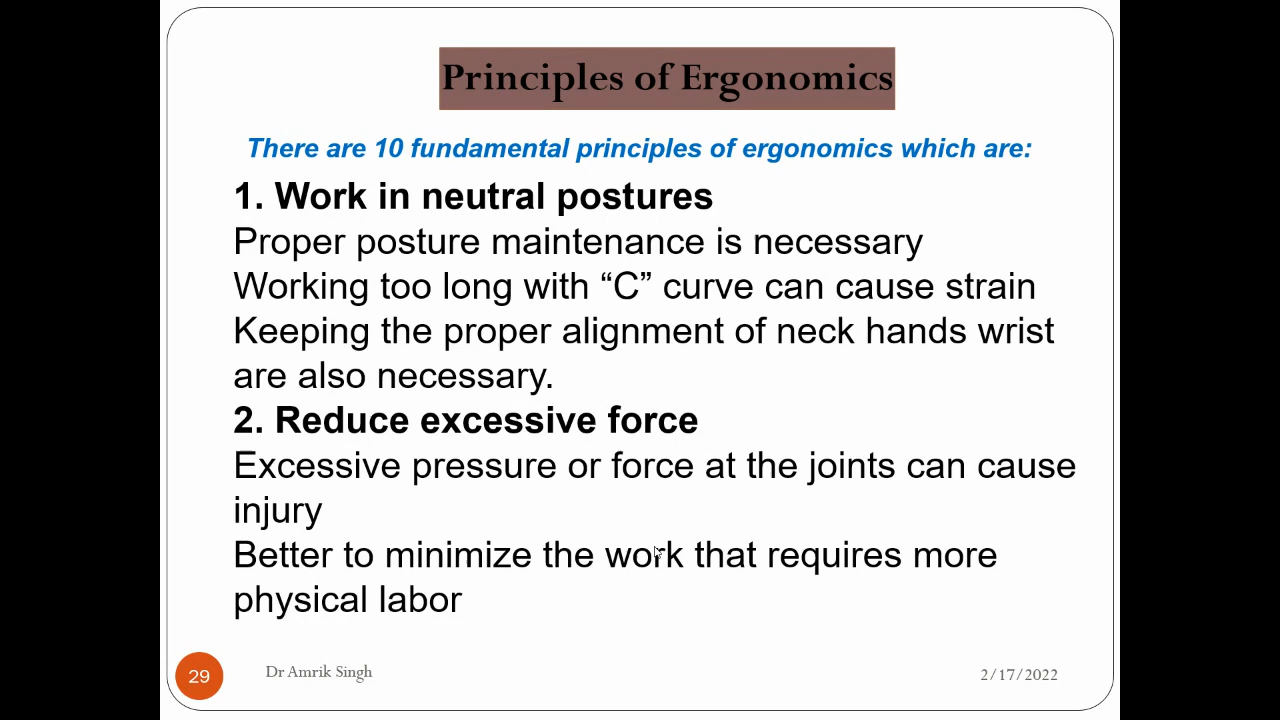 Principles of Ergonomics
There are 10 fundamental principles of ergonomics which are:
1. Work in neutral postures
Proper posture maintenance is necessary
Working too long with “C” curve can cause strain
Keeping the proper alignment of neck hands wrist
are also necessary.
2. Reduce excessive force
Excessive pressure or force at the joints can cause
injury
Better to minimize the work that requires more
physical labor
29
Dr Amrik Singh
2/17/2022